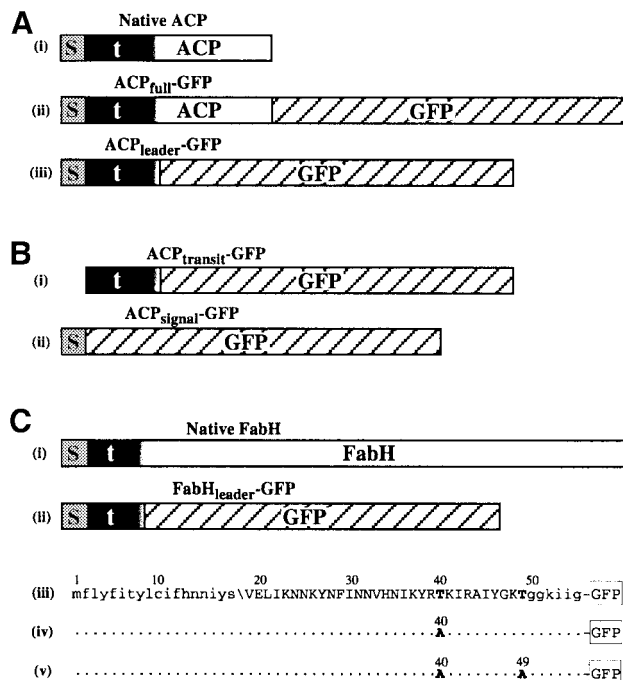 A
Native ACP
(i) S t ACP
ACPfull-GFP
(ii) S t ACP GFP
ACPleader-GFP
(iii) S t GFP
B
ACPtransit-GFP
(i) t GFP
ACPsignal-GFP
(ii) S GFP
C
Native FabH
(i) S t FabH
FabHleader-GFP
(ii) S t GFP
1 10 20 30 40 50
(iii) mflyfitylcifhnniys\VELIKNNKYNFINNVHNIKYRTKIRAIYGKTggkiig-GFP
40
(iv) ........................................A................-GFP
40 49
(v) ........................................A........A.......-GFP